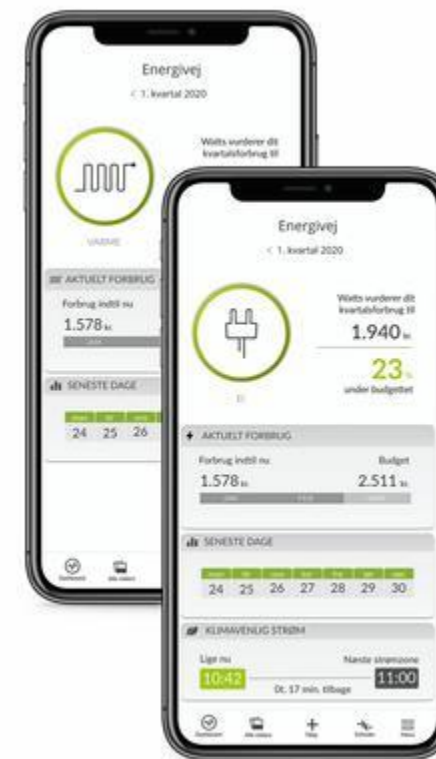 Energivej
< 1. kvartal 2020
Watts vurderer dit
kvartalsforbrug til
VARME
AKTUELT FORBRUG
Forbrug indtil nu
1.578 kr.
SENESTE DAGE
24 25 26
Energivej
< 1. kvartal 2020
Watts vurderer dit
kvartalsforbrug til
1.940 kr.
23 %
under budgettet
El
AKTUELT FORBRUG
Forbrug indtil nu Budget
1.578 kr. 2.511 kr.
SENESTE DAGE
24 25 26 27 28 29 30
KLIMAVENLIG STRØM
Lige nu Næste strømzone
10:42 11:00
0t. 17 min. tilbage